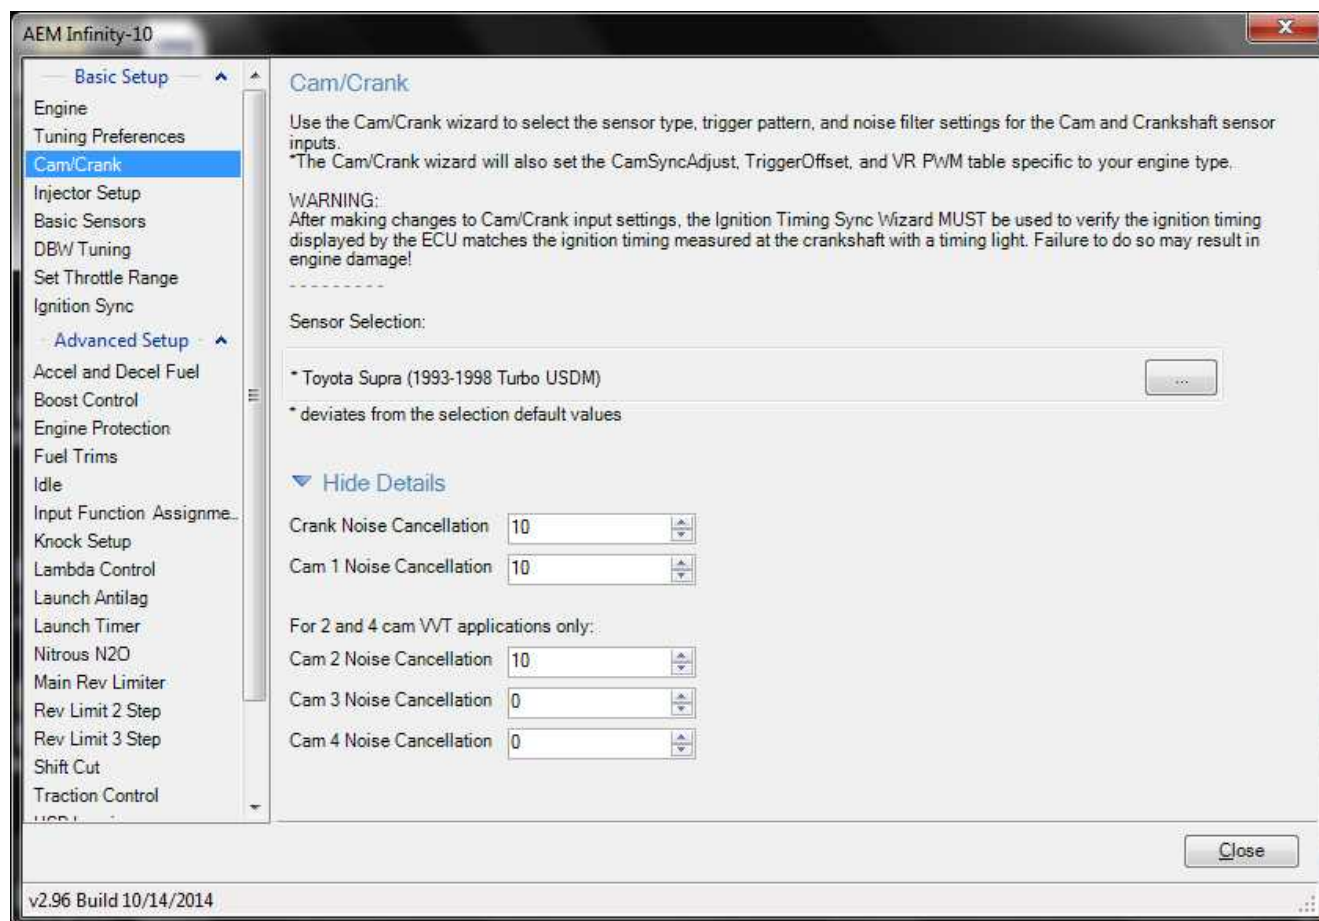 AEM Infinity-10
Basic Setup
Engine
Tuning Preferences
Cam/Crank
Injector Setup
Basic Sensors
DBW Tuning
Set Throttle Range
Ignition Sync
Advanced Setup
Accel and Decel Fuel
Boost Control
Engine Protection
Fuel Trims
Idle
Input Function Assignme...
Knock Setup
Lambda Control
Launch Antilag
Launch Timer
Nitrous N2O
Main Rev Limiter
Rev Limit 2 Step
Rev Limit 3 Step
Shift Cut
Traction Control
Cam/Crank
Use the Cam/Crank wizard to select the sensor type, trigger pattern, and noise filter settings for the Cam and Crankshaft sensor
inputs.
*The Cam/Crank wizard will also set the CamSyncAdjust, TriggerOffset, and VR PWM table specific to your engine type.
WARNING:
After making changes to Cam/Crank input settings, the Ignition Timing Sync Wizard MUST be used to verify the ignition timing
displayed by the ECU matches the ignition timing measured at the crankshaft with a timing light. Failure to do so may result in
engine damage!
- - - - - - - - -
Sensor Selection:
* Toyota Supra (1993-1998 Turbo USDM)
...
* deviates from the selection default values
Hide Details
Crank Noise Cancellation 10
Cam 1 Noise Cancellation 10
For 2 and 4 cam VVT applications only:
Cam 2 Noise Cancellation 10
Cam 3 Noise Cancellation 0
Cam 4 Noise Cancellation 0
Close
v2.96 Build 10/14/2014